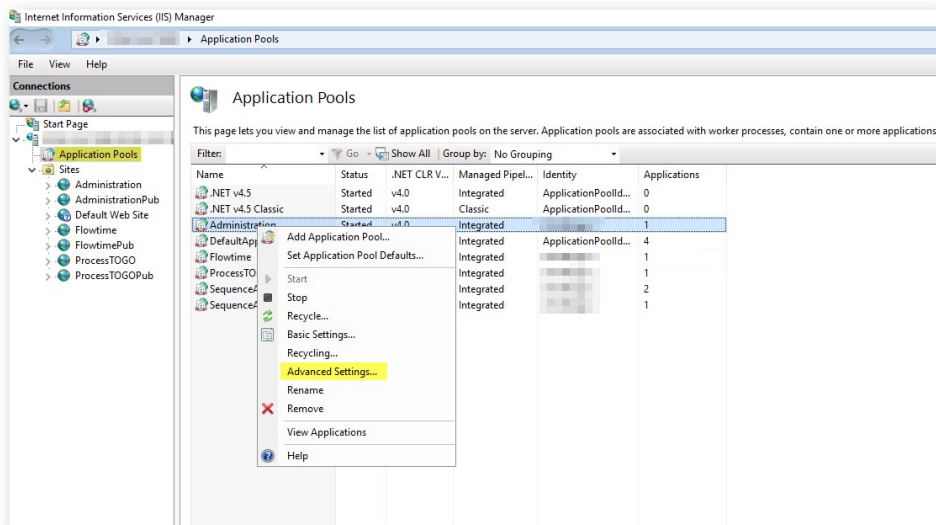 Internet Information Services (IIS) Manager
Application Pools
File View Help
Connections
Start Page
Application Pools
Sites
Administration
AdministrationPub
Default Web Site
Flowtime
FlowtimePub
ProcessTOGO
ProcessTOGOPub
Application Pools
This page lets you view and manage the list of application pools on the server. Application pools are associated with worker processes, contain one or more applications
Filter: Go Show All Group by: No Grouping
Name Status .NET CLR V... Managed Pipel... Identity Applications
.NET v4.5 Started v4.0 Integrated ApplicationPoolId... 0
.NET v4.5 Classic Started v4.0 Classic ApplicationPoolId... 0
Administration Started v4.0 Integrated 1
DefaultApp Integrated ApplicationPoolId... 4
Flowtime Integrated 1
ProcessTO Integrated 1
SequenceA Integrated 2
SequenceA Integrated 1
Add Application Pool...
Set Application Pool Defaults...
Start
Stop
Recycle...
Basic Settings...
Recycling...
Advanced Settings...
Rename
Remove
View Applications
Help